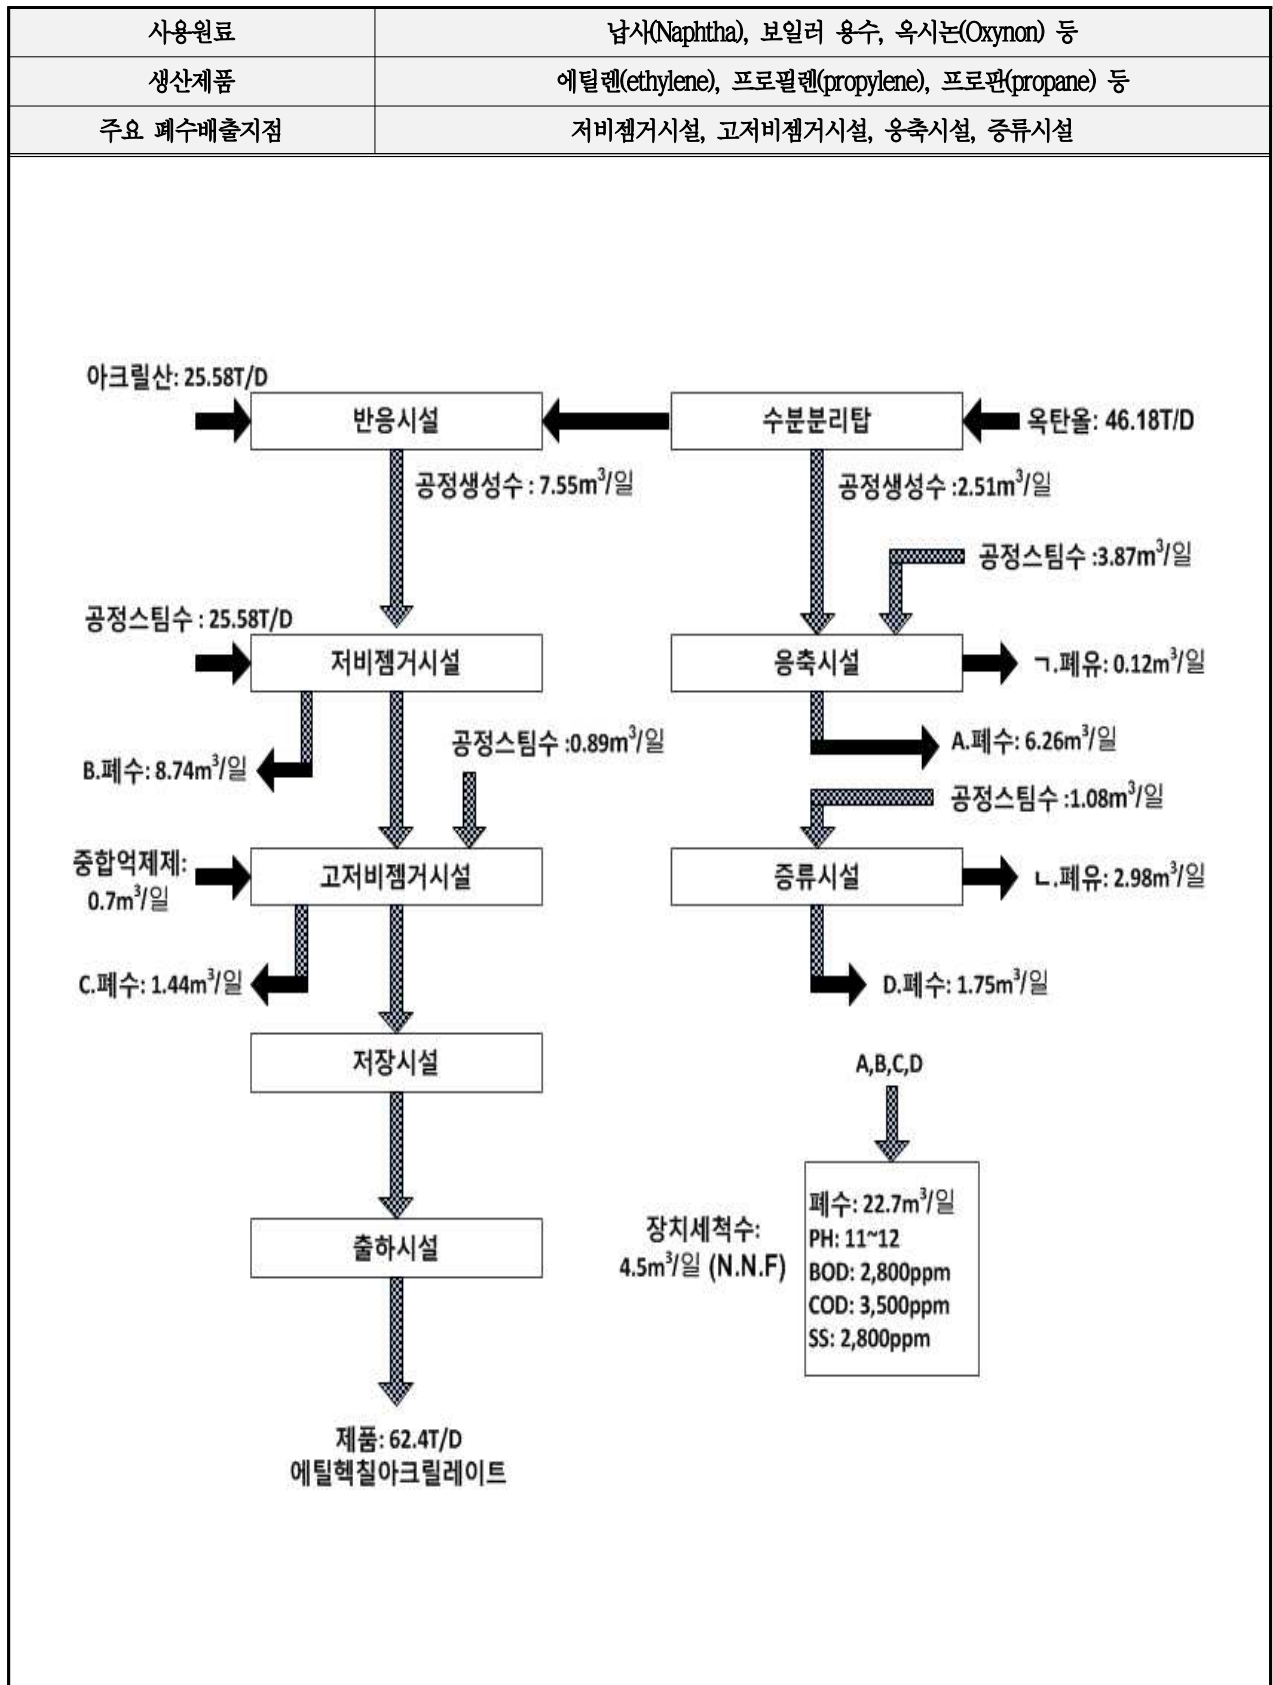 사용원료 납사(Naphtha), 보일러 용수, 옥시논(Oxynon) 등
생산제품 에틸렌(ethylene), 프로필렌(propylene), 프로판(propane) 등
주요 폐수배출지점 저비젬거시설, 고저비젬거시설, 응축시설, 증류시설
아크릴산: 25.58T/D
반응시설
수분분리탑
옥탄올: 46.18T/D
공정생성수 : 7.55m³/일
공정생성수 :2.51m³/일
공정스팀수 :3.87m³/일
공정스팀수 : 25.58T/D
저비젬거시설
응축시설
ㄱ.폐유: 0.12m³/일
공정스팀수 :0.89m³/일
A.폐수: 6.26m³/일
B.폐수: 8.74m³/일
공정스팀수 :1.08m³/일
중합억제제:
0.7m³/일
고저비젬거시설
증류시설
ㄴ.폐유: 2.98m³/일
C.폐수: 1.44m³/일
D.폐수: 1.75m³/일
저장시설
A,B,C,D
장치세척수:
4.5m³/일 (N.N.F)
폐수: 22.7m³/일
PH: 11~12
BOD: 2,800ppm
COD: 3,500ppm
SS: 2,800ppm
출하시설
제품: 62.4T/D
에틸헥칠아크릴레이트